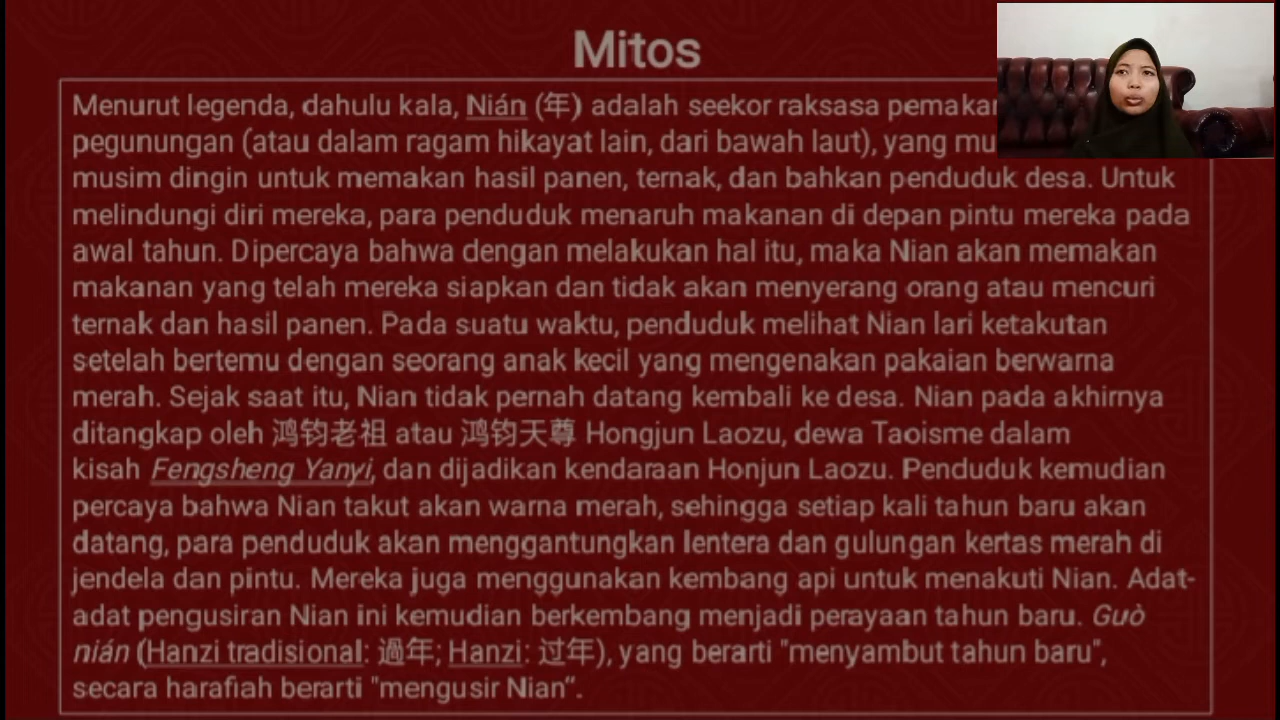 Mitos
Menurut legenda, dahulu kala, Nián (年) adalah seekor raksasa
pegunungan (atau dalam ragam hikayat lain, dari bawah laut), yang
musim dingin untuk memakan hasil panen, ternak, dan bahkan penduduk desa. Untuk
melindungi diri mereka, para penduduk menaruh makanan di depan pintu mereka pada
awal tahun. Dipercaya bahwa dengan melakukan hal itu, maka Nian akan memakan
makanan yang telah mereka siapkan dan tidak akan menyerang orang atau mencuri
ternak dan hasil panen. Pada suatu waktu, penduduk melihat Nian lari ketakutan
setelah bertemu dengan seorang anak kecil yang mengenakan pakaian berwarna
merah. Sejak saat itu, Nian tidak pernah datang kembali ke desa. Nian pada akhirnya
ditangkap oleh 鸿钧老祖 atau 鸿钧天尊 Hongjun Laozu, dewa Taoisme dalam
kisah Fengsheng Yanyi, dan dijadikan kendaraan Honjun Laozu. Penduduk kemudian
percaya bahwa Nian takut akan warna merah, sehingga setiap kali tahun baru akan
datang, para penduduk akan menggantungkan lentera dan gulungan kertas merah di
jendela dan pintu. Mereka juga menggunakan kembang api untuk menakuti Nian. Adat-
adat pengusiran Nian ini kemudian berkembang menjadi perayaan tahun baru. Guò
nián (Hanzi tradisional: 過年; Hanzi: 过年), yang berarti "menyambut tahun baru",
secara harafiah berarti "mengusir Nian“.